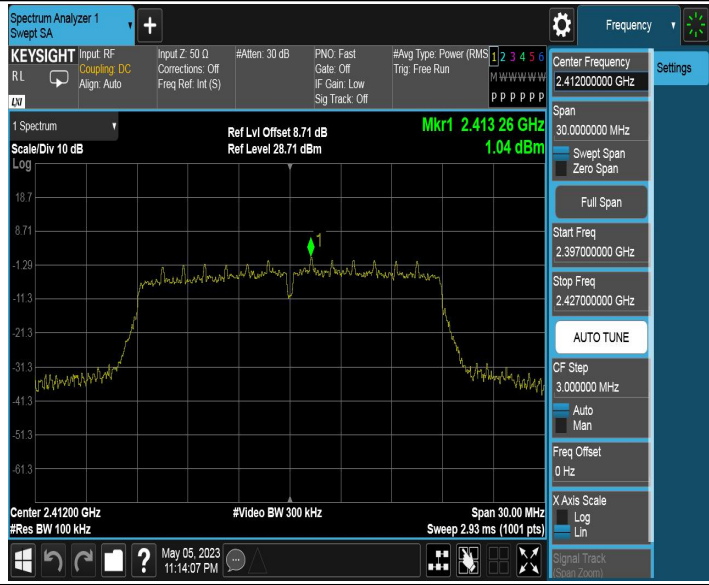 Spectrum Analyzer 1
Swept SA
Frequency
KEYSIGHT
Input: RF
Coupling: DC
Align: Auto
Input Z: 50 Ω
Corrections: Off
Freq Ref: Int (S)
#Atten: 30 dB
PNO: Fast
Gate: Off
IF Gain: Low
Sig Track: Off
#Avg Type: Power (RMS
Trig: Free Run
1 2 3 4 5 6
M W W W W W
P P P P P P
R L
LXI
1 Spectrum
Scale/Div 10 dB
Log
Ref Lvl Offset 8.71 dB
Ref Level 28.71 dBm
Mkr1 2.413 26 GHz
1.04 dBm
18.7
8.71
-1.29
-11.3
-21.3
-31.3
-41.3
-51.3
-61.3
1
Center 2.41200 GHz
#Res BW 100 kHz
#Video BW 300 kHz
Span 30.00 MHz
Sweep 2.93 ms (1001 pts)
May 05, 2023
11:14:07 PM
Center Frequency
2.412000000 GHz
Settings
Span
30.0000000 MHz
Swept Span
Zero Span
Full Span
Start Freq
2.397000000 GHz
Stop Freq
2.427000000 GHz
AUTO TUNE
CF Step
3.000000 MHz
Auto
Man
Freq Offset
0 Hz
X Axis Scale
Log
Lin
Signal Track
(Span Zoom)